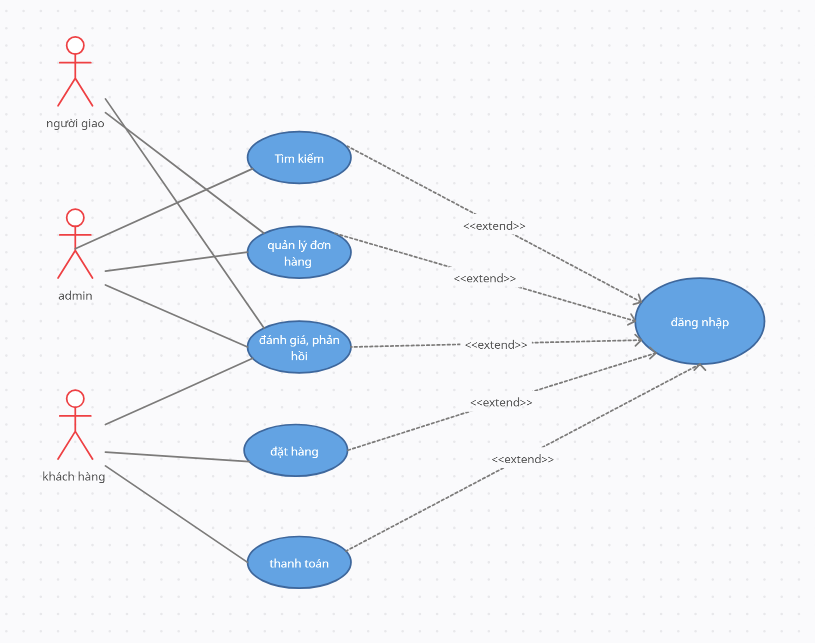 người giao
Tìm kiếm
<<extend>>
quản lý đơn
hàng
<<extend>>
admin
đăng nhập
đánh giá, phản
hồi
<<extend>>
<<extend>>
đặt hàng
khách hàng
<<extend>>
thanh toán